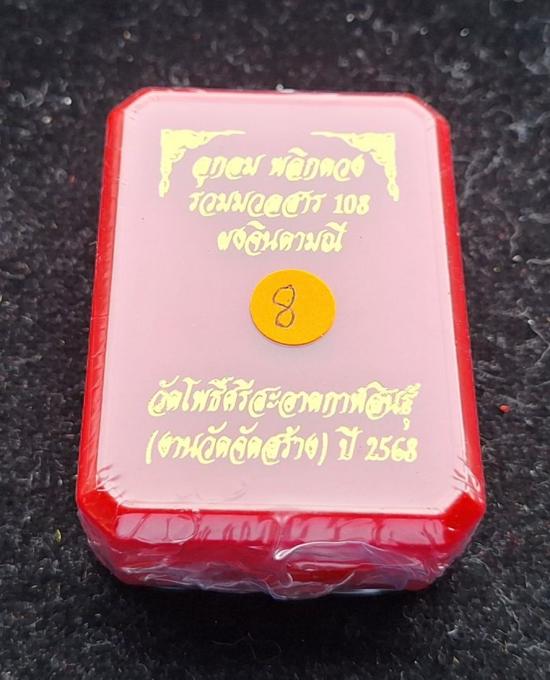 ลูกอม พลิกดวง
รวมมวลสาร 108
ผงจินดามณี
8
วัดโพธิ์ศรีสะอาดกาฬสินธุ์
(งานวัดจัดสร้าง) ปี 2568